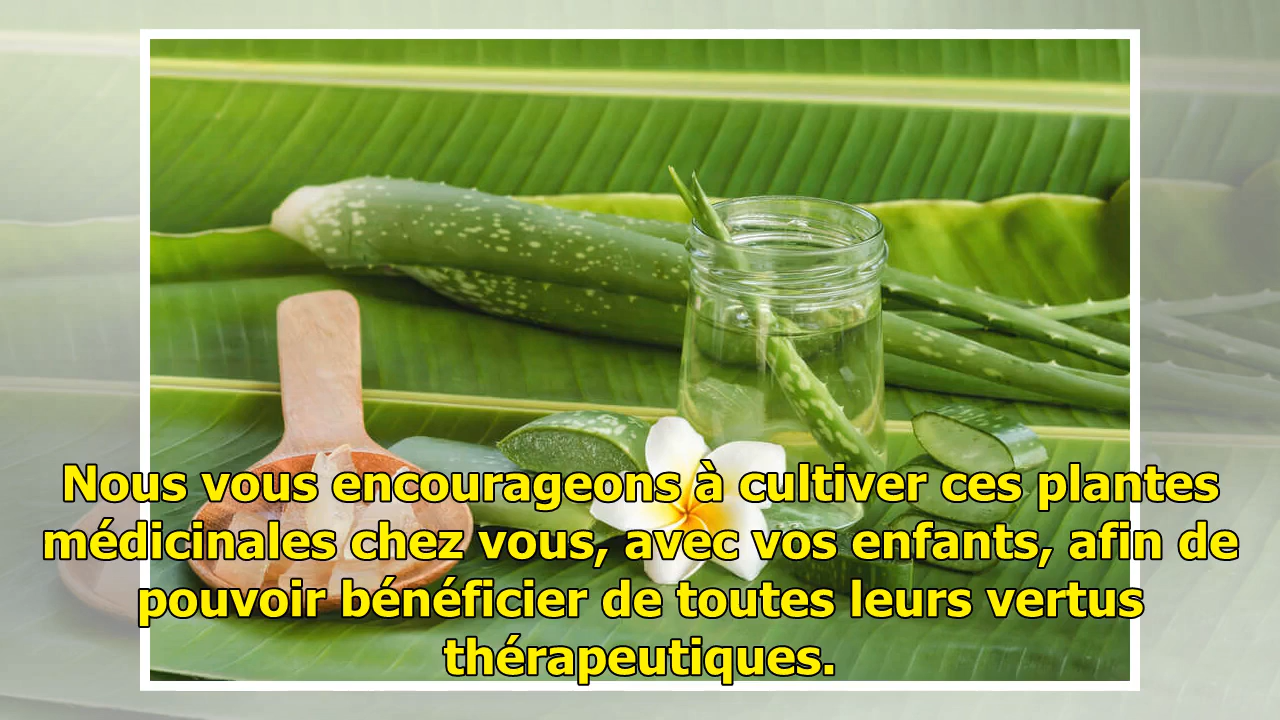 Nous vous encourageons à cultiver ces plantes
médicinales chez vous, avec vos enfants, afin de
pouvoir bénéficier de toutes leurs vertus
thérapeutiques.